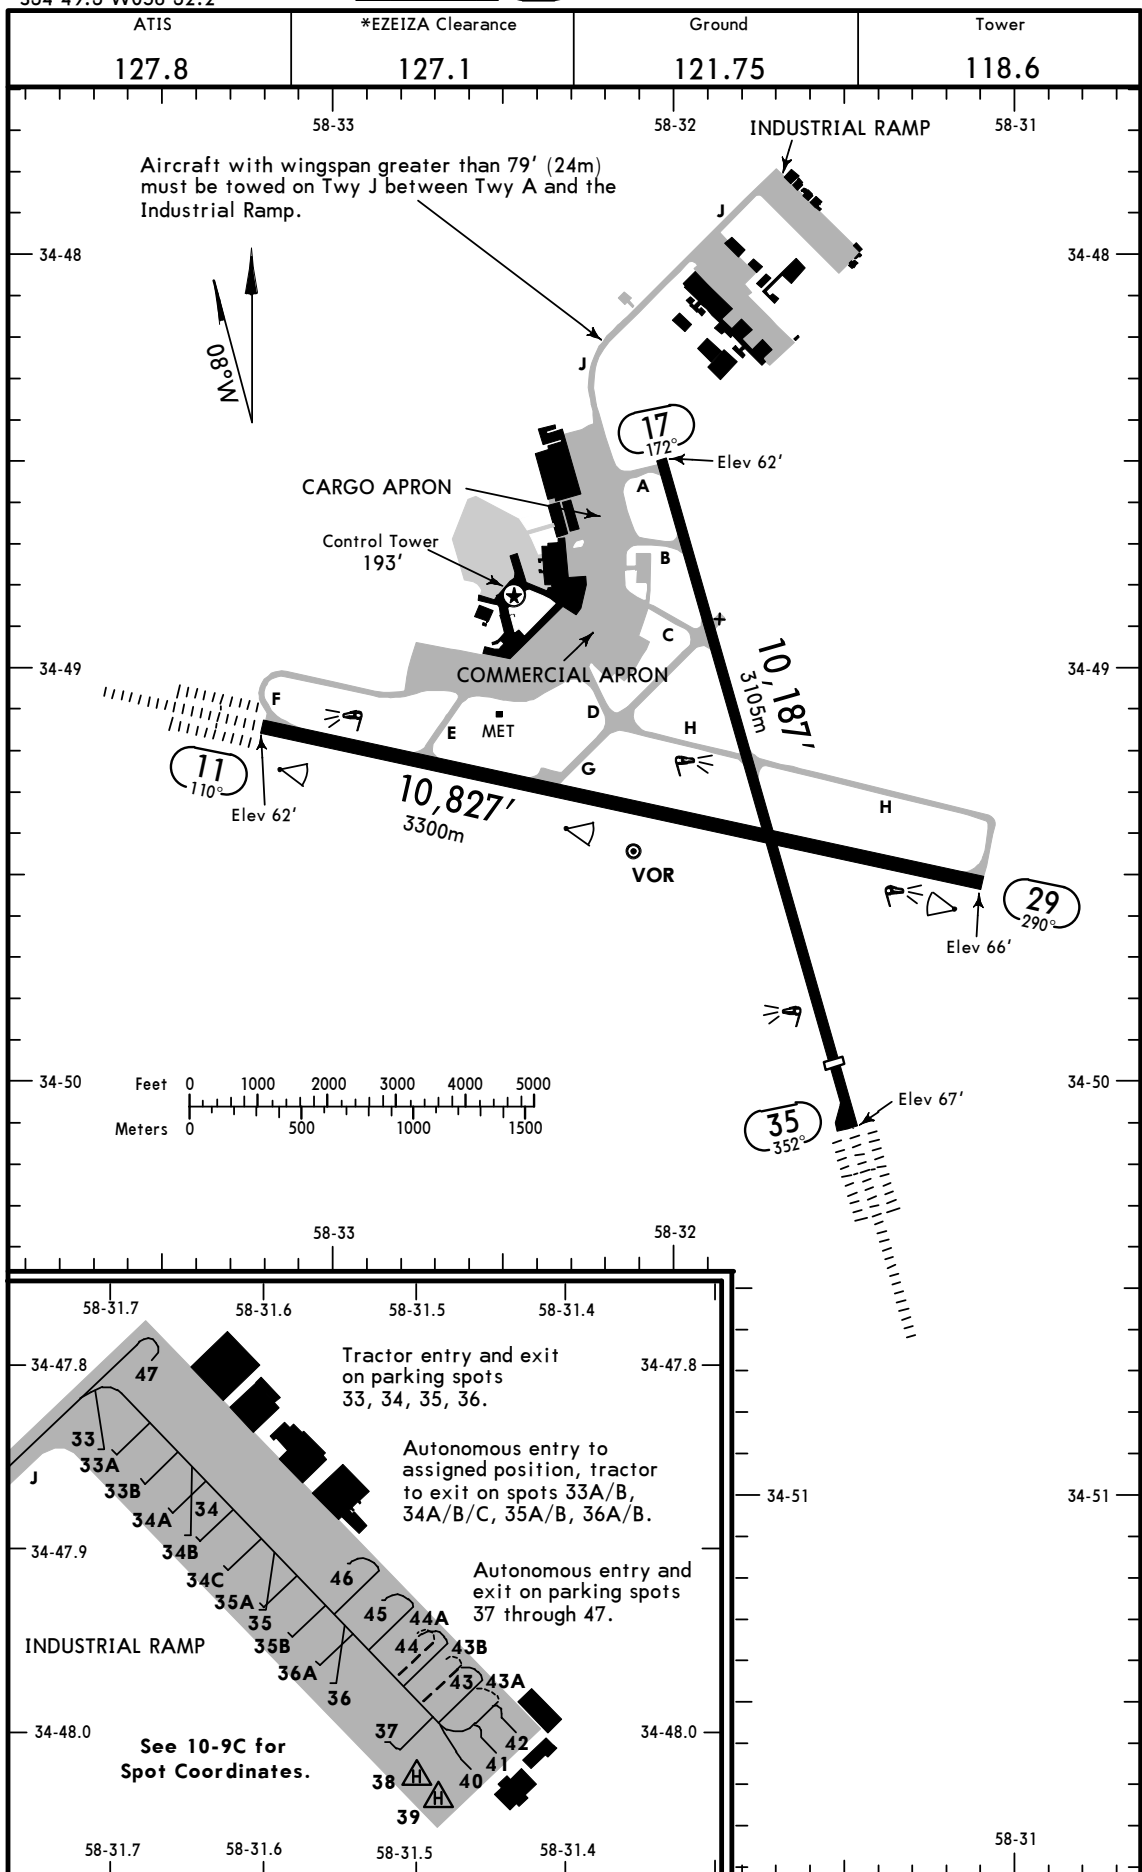 S34 49.3 W058 32.2
ATIS
*EZEIZA Clearance
Ground
Tower
127.8
127.1
121.75
118.6
58-33
58-32
58-31
INDUSTRIAL RAMP
Aircraft with wingspan greater than 79' (24m)
must be towed on Twy J between Twy A and the
Industrial Ramp.
J
34-48
34-48
08°W
J
17
172°
Elev 62'
CARGO APRON
A
Control Tower
193'
B
C
34-49
34-49
COMMERCIAL APRON
10,187'
3105m
F
D
E
MET
H
G
11
110°
Elev 62'
10,827'
3300m
H
VOR
29
290°
Elev 66'
34-50
34-50
Feet 0 1000 2000 3000 4000 5000
Meters 0 500 1000 1500
Elev 67'
35
352°
58-33
58-32
58-31.7
58-31.6
58-31.5
58-31.4
34-47.8
34-47.8
47
Tractor entry and exit
on parking spots
33, 34, 35, 36.
33
33A
J
33B
34A
34
34B
34C
35A
35
35B
36A
36
Autonomous entry to
assigned position, tractor
to exit on spots 33A/B,
34A/B/C, 35A/B, 36A/B.
34-51
34-51
34-47.9
46
45
44A
44
43B
43
43A
Autonomous entry and
exit on parking spots
37 through 47.
INDUSTRIAL RAMP
34-48.0
34-48.0
37
42
41
40
See 10-9C for
Spot Coordinates.
38
H
39
H
58-31.7
58-31.6
58-31.5
58-31.4
58-31